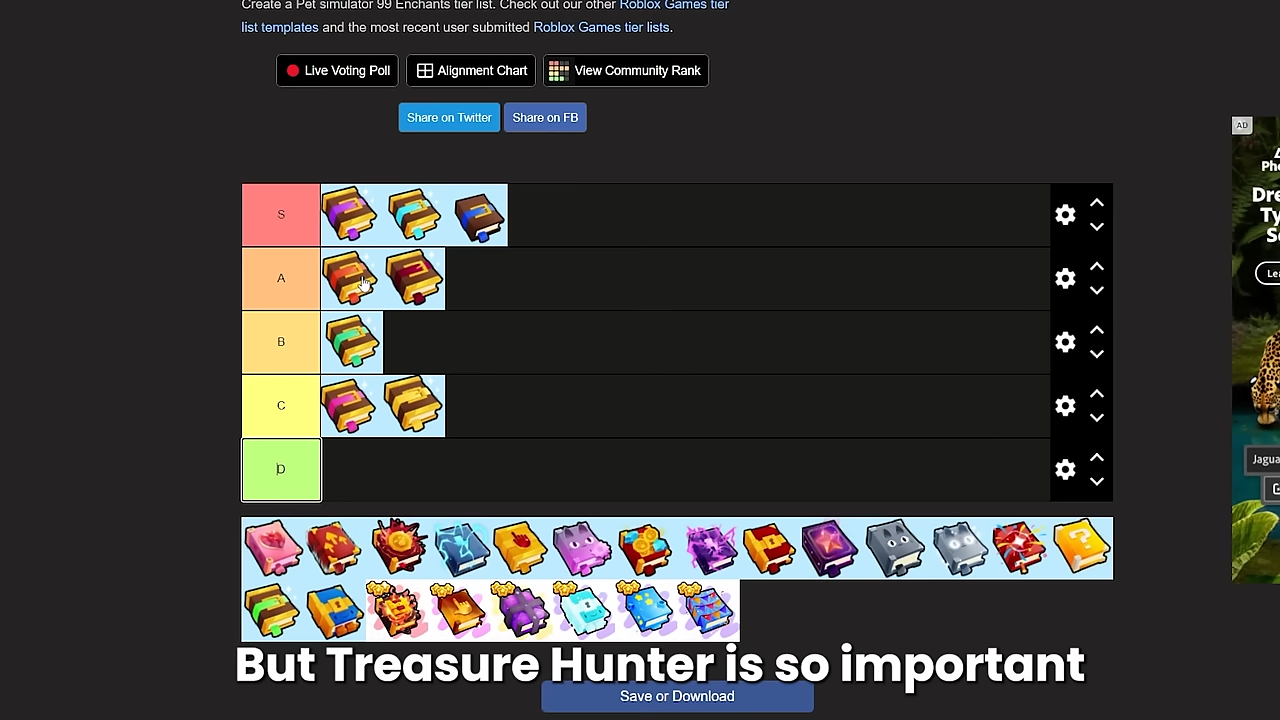 Create a Pet simulator 99 Enchants tier list. Check out our other Roblox Games tier
list templates and the most recent user submitted Roblox Games tier lists.
Live Voting Poll
Alignment Chart
View Community Rank
Share on Twitter
Share on FB
AD
S
A
B
C
D
But Treasure Hunter is so important
Save or Download